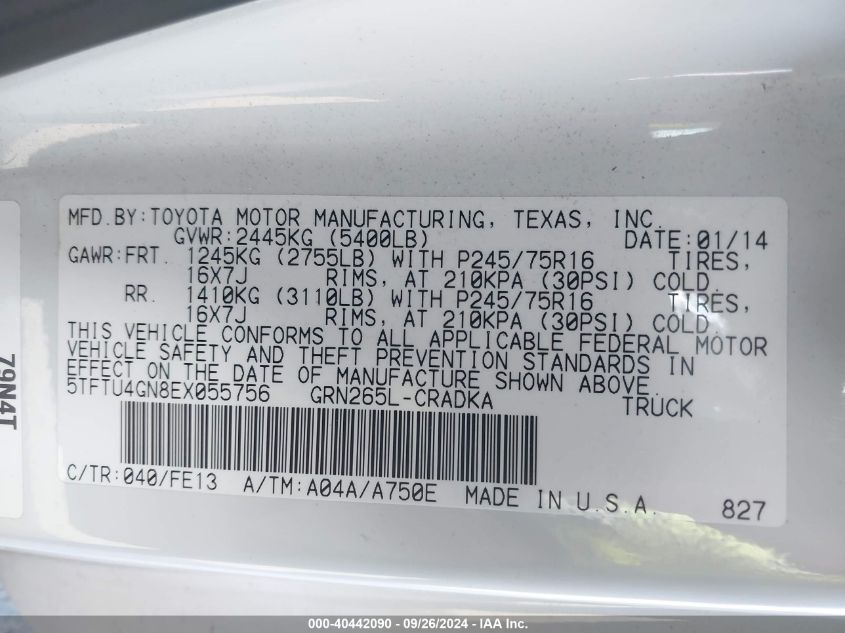 MFD.BY:TOYOTA MOTOR MANUFACTURING, TEXAS, INC.
GVWR:2445KG (5400LB) DATE:01/14
GAWR:FRT. 1245KG (2755LB) WITH P245/75R16 TIRES,
16X7J RIMS, AT 210KPA (30PSI) COLD.
RR. 1410KG (3110LB) WITH P245/75R16 TIRES,
16X7J RIMS, AT 210KPA (30PSI) COLD.
THIS VEHICLE CONFORMS TO ALL APPLICABLE FEDERAL MOTOR
VEHICLE SAFETY AND THEFT PREVENTION STANDARDS IN
EFFECT ON THE DATE OF MANUFACTURE SHOWN ABOVE.
5TFTU4GN8EX055756 GRN265L-CRADKA TRUCK
C/TR:040/FE13 A/TM:A04A/A750E MADE IN U.S.A. 827
79N4T
000-40442090 - 09/26/2024 - IAA Inc.